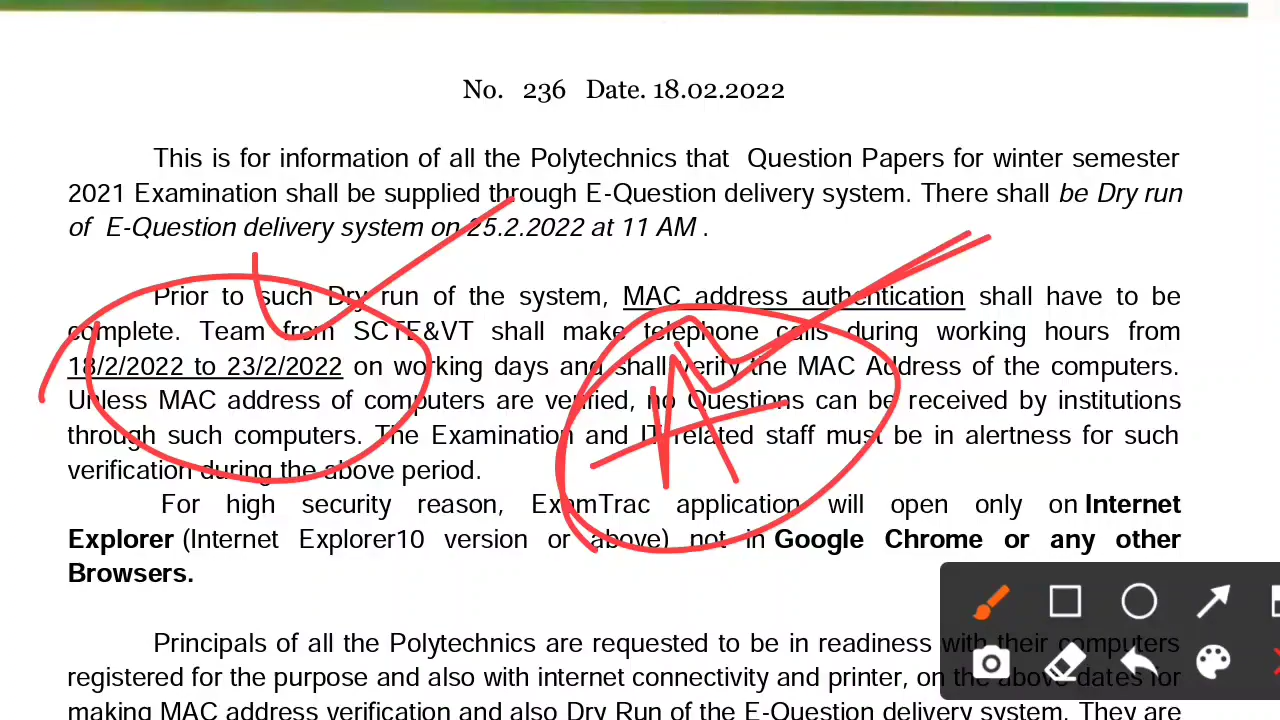 No. 236 Date. 18.02.2022
This is for information of all the Polytechnics that Question Papers for winter semester
2021 Examination shall be supplied through E-Question delivery system. There shall be Dry run
of E-Question delivery system on 25.2.2022 at 11 AM .
Prior to such Dry run of the system, MAC address authentication shall have to be
complete. Team from SCTE&VT shall make telephone calls during working hours from
18/2/2022 to 23/2/2022 on working days and shall verify the MAC Address of the computers.
Unless MAC address of computers are verified, no Questions can be received by institutions
through such computers. The Examination and IT related staff must be in alertness for such
verification during the above period.
For high security reason, ExamTrac application will open only on Internet
Explorer (Internet Explorer10 version or above) not in Google Chrome or any other
Browsers.
Principals of all the Polytechnics are requested to be in readiness with their computers
registered for the purpose and also with internet connectivity and printer, on the above dates for
making MAC address verification and also Dry Run of the E-Question delivery system. They are